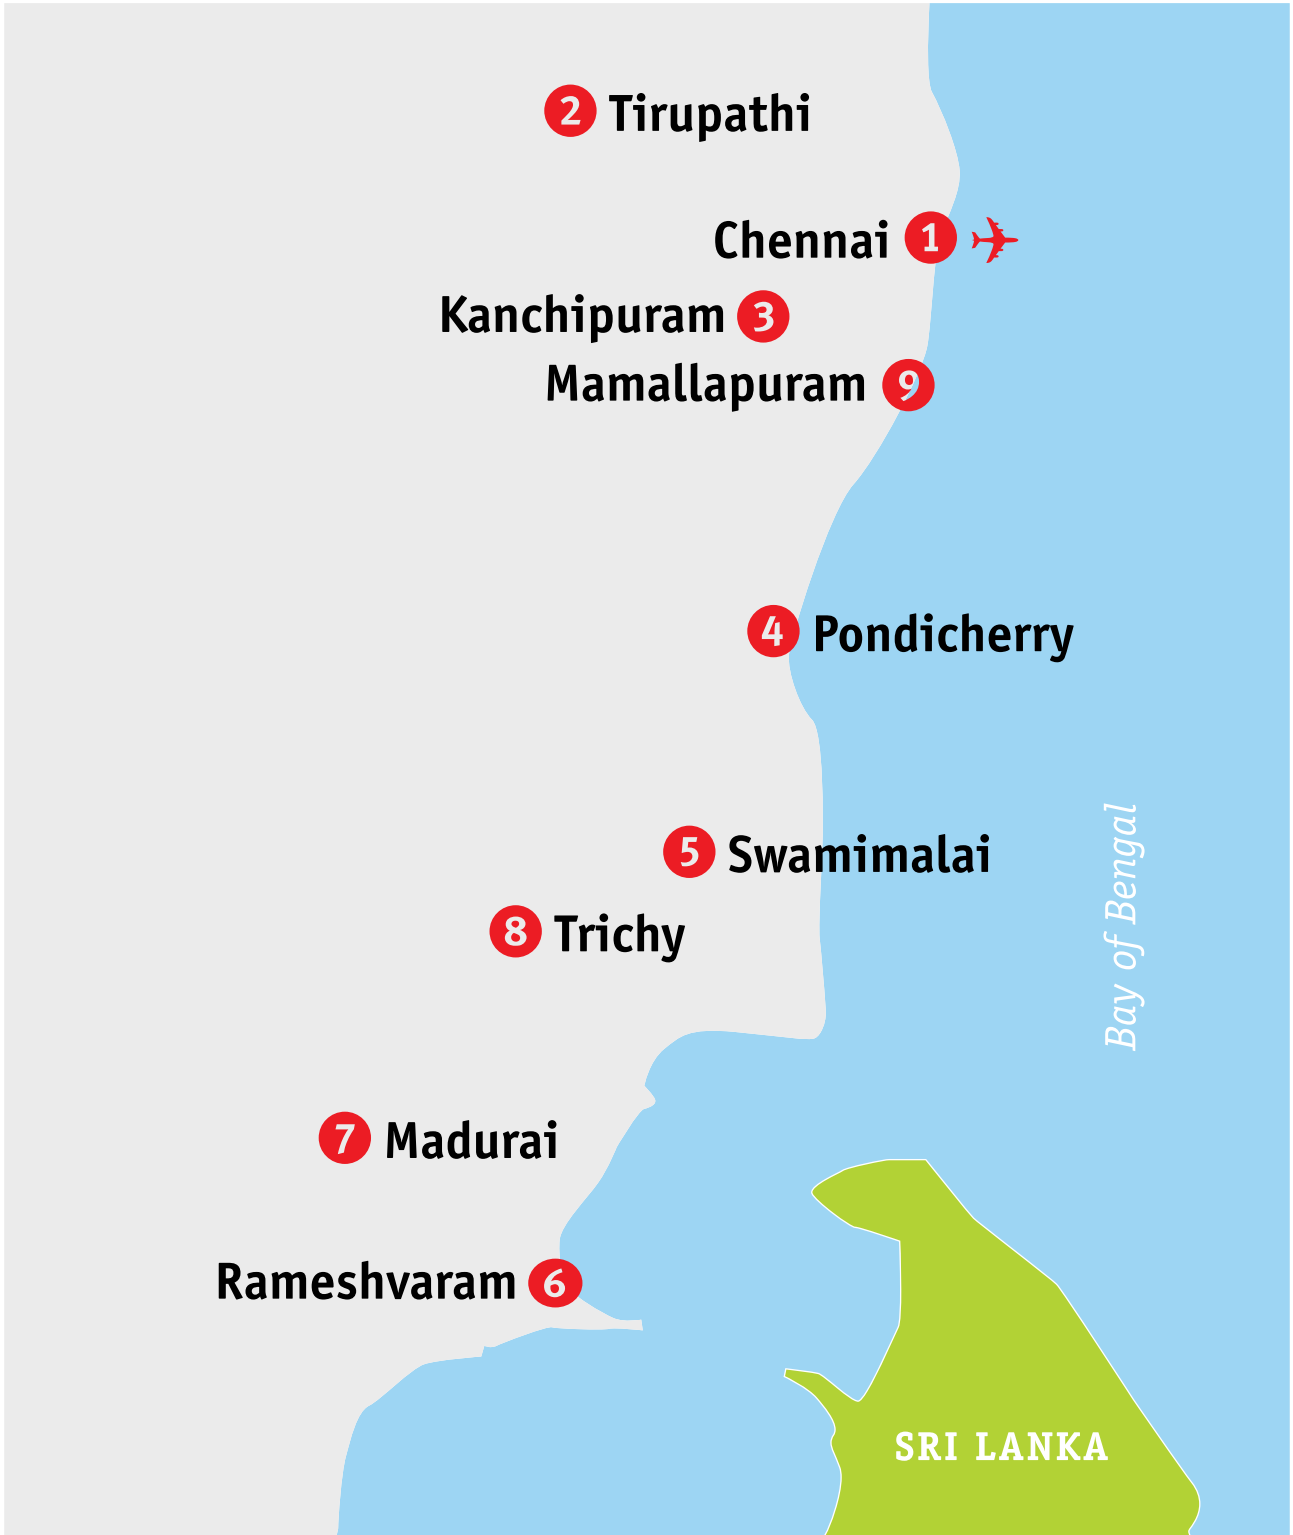 2 Tirupathi
Chennai 1
Kanchipuram 3
Mamallapuram 9
4 Pondicherry
5 Swamimalai
8 Trichy
Bay of Bengal
7 Madurai
Rameshvaram 6
SRI LANKA